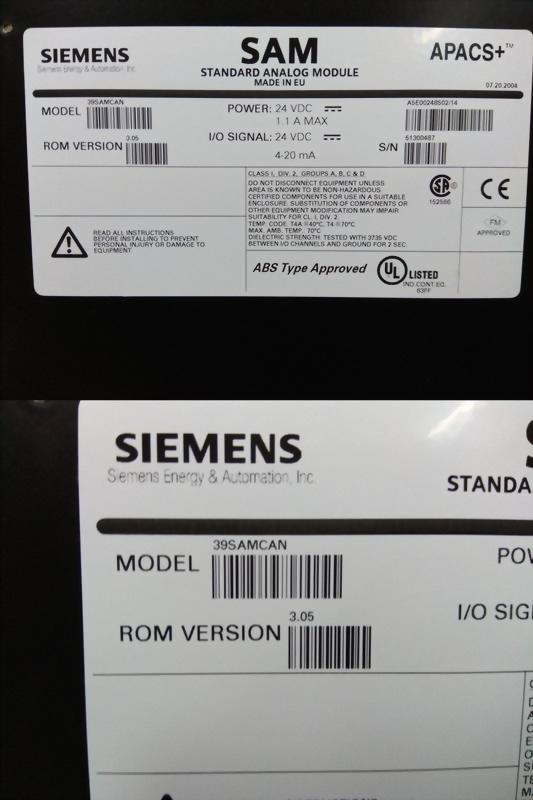 SIEMENS
Siemens Energy & Automation, Inc.
SAM
STANDARD ANALOG MODULE
MADE IN EU
APACS+™
07.20.2004
MODEL 39SAMCAN
ROM VERSION 3.05
POWER: 24 VDC
1.1 A MAX
I/O SIGNAL: 24 VDC
4-20 mA
A5E00248502/14
S/N 51300487
CLASS I, DIV. 2, GROUPS A, B, C & D
DO NOT DISCONNECT EQUIPMENT UNLESS
AREA IS KNOWN TO BE NON-HAZARDOUS.
CERTIFIED COMPONENTS FOR USE IN A SUITABLE
ENCLOSURE. SUBSTITUTION OF COMPONENTS OR
OTHER EQUIPMENT MODIFICATION MAY IMPAIR
SUITABILITY FOR CL. I, DIV. 2
TEMP. CODE: T4A @40°C, T4 @70°C
MAX. AMB. TEMP. 70°C
DIELECTRIC STRENGTH: TESTED WITH 3735 VDC
BETWEEN I/O CHANNELS AND GROUND FOR 2 SEC.
SA ®
152586
CE
FM
APPROVED
READ ALL INSTRUCTIONS
BEFORE INSTALLING TO PREVENT
PERSONAL INJURY OR DAMAGE TO
EQUIPMENT
ABS Type Approved
UL LISTED
IND.CONT.EQ.
63FF
SIEMENS
Siemens Energy & Automation, Inc.
STANDA
MODEL 39SAMCAN
POW
ROM VERSION 3.05
I/O SIG